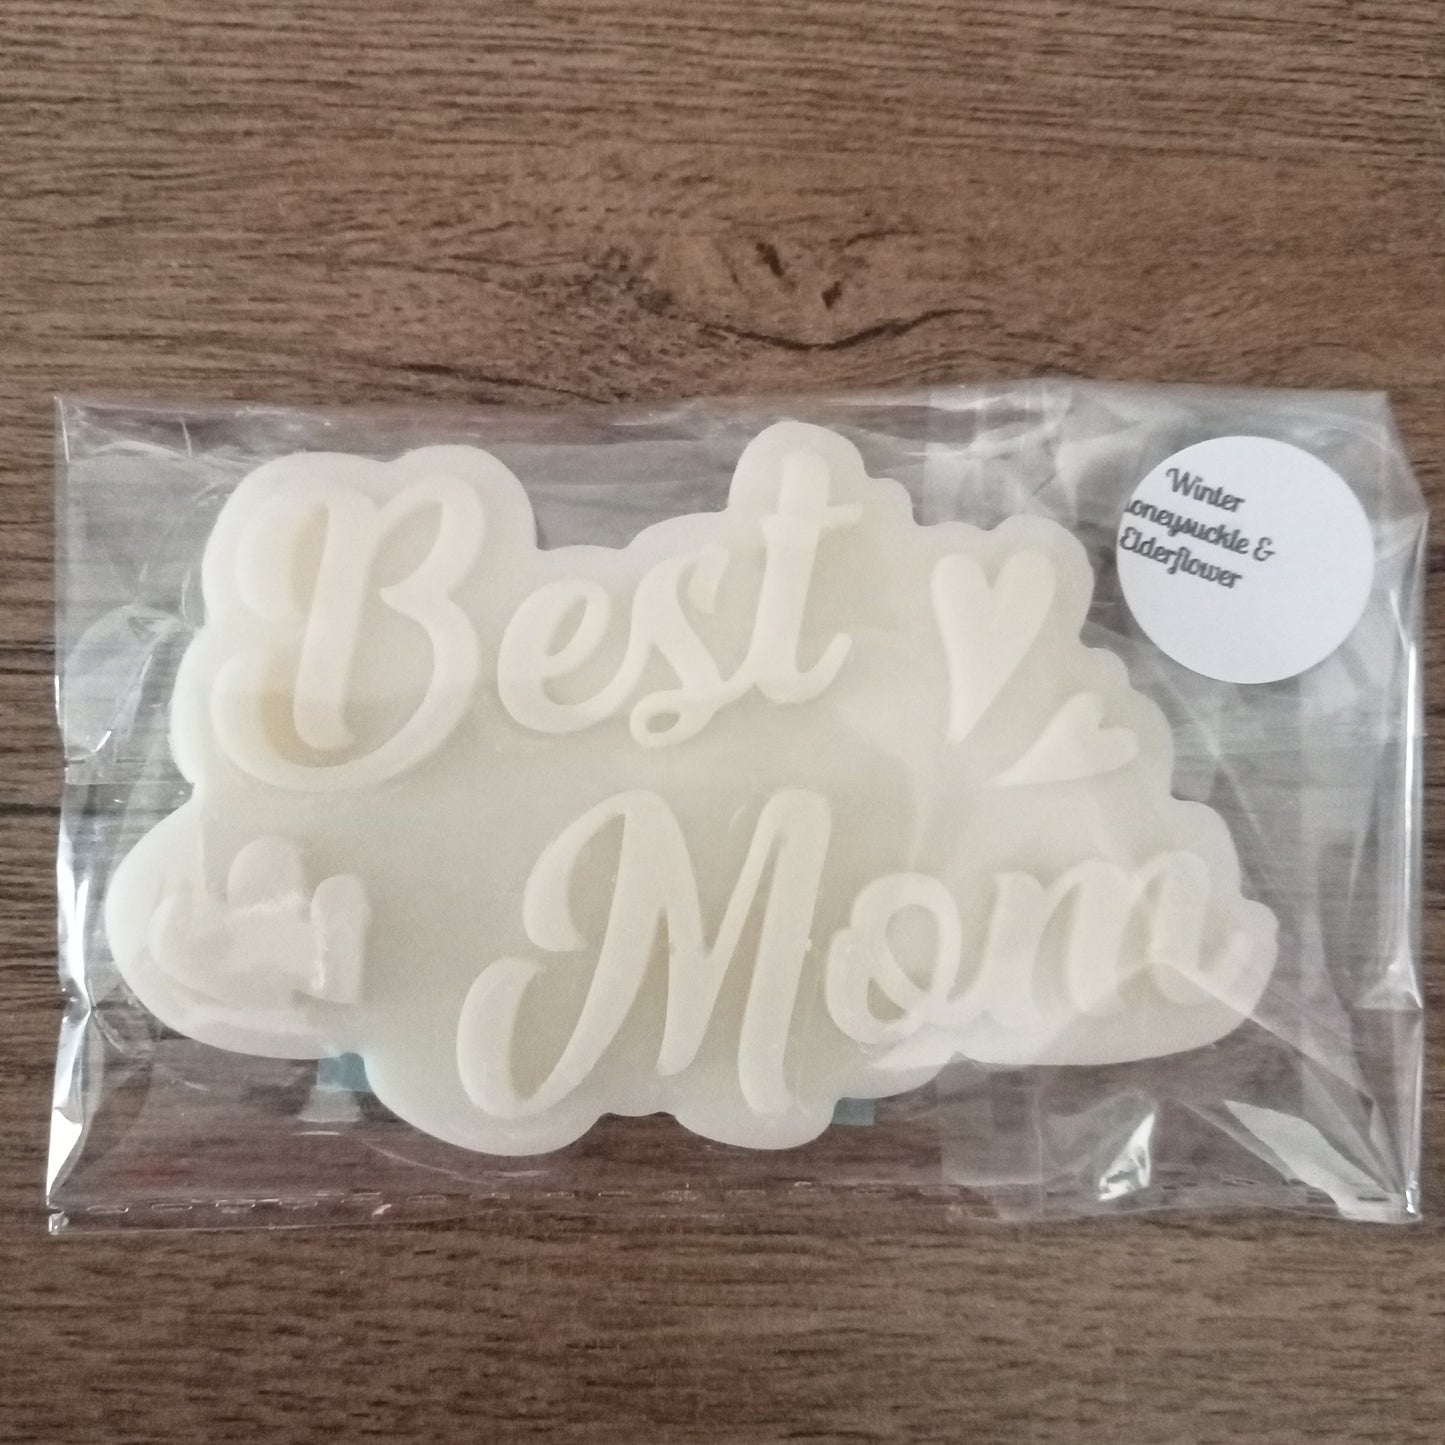 Best
Mom
Winter
oneysuckle &
Elderflower